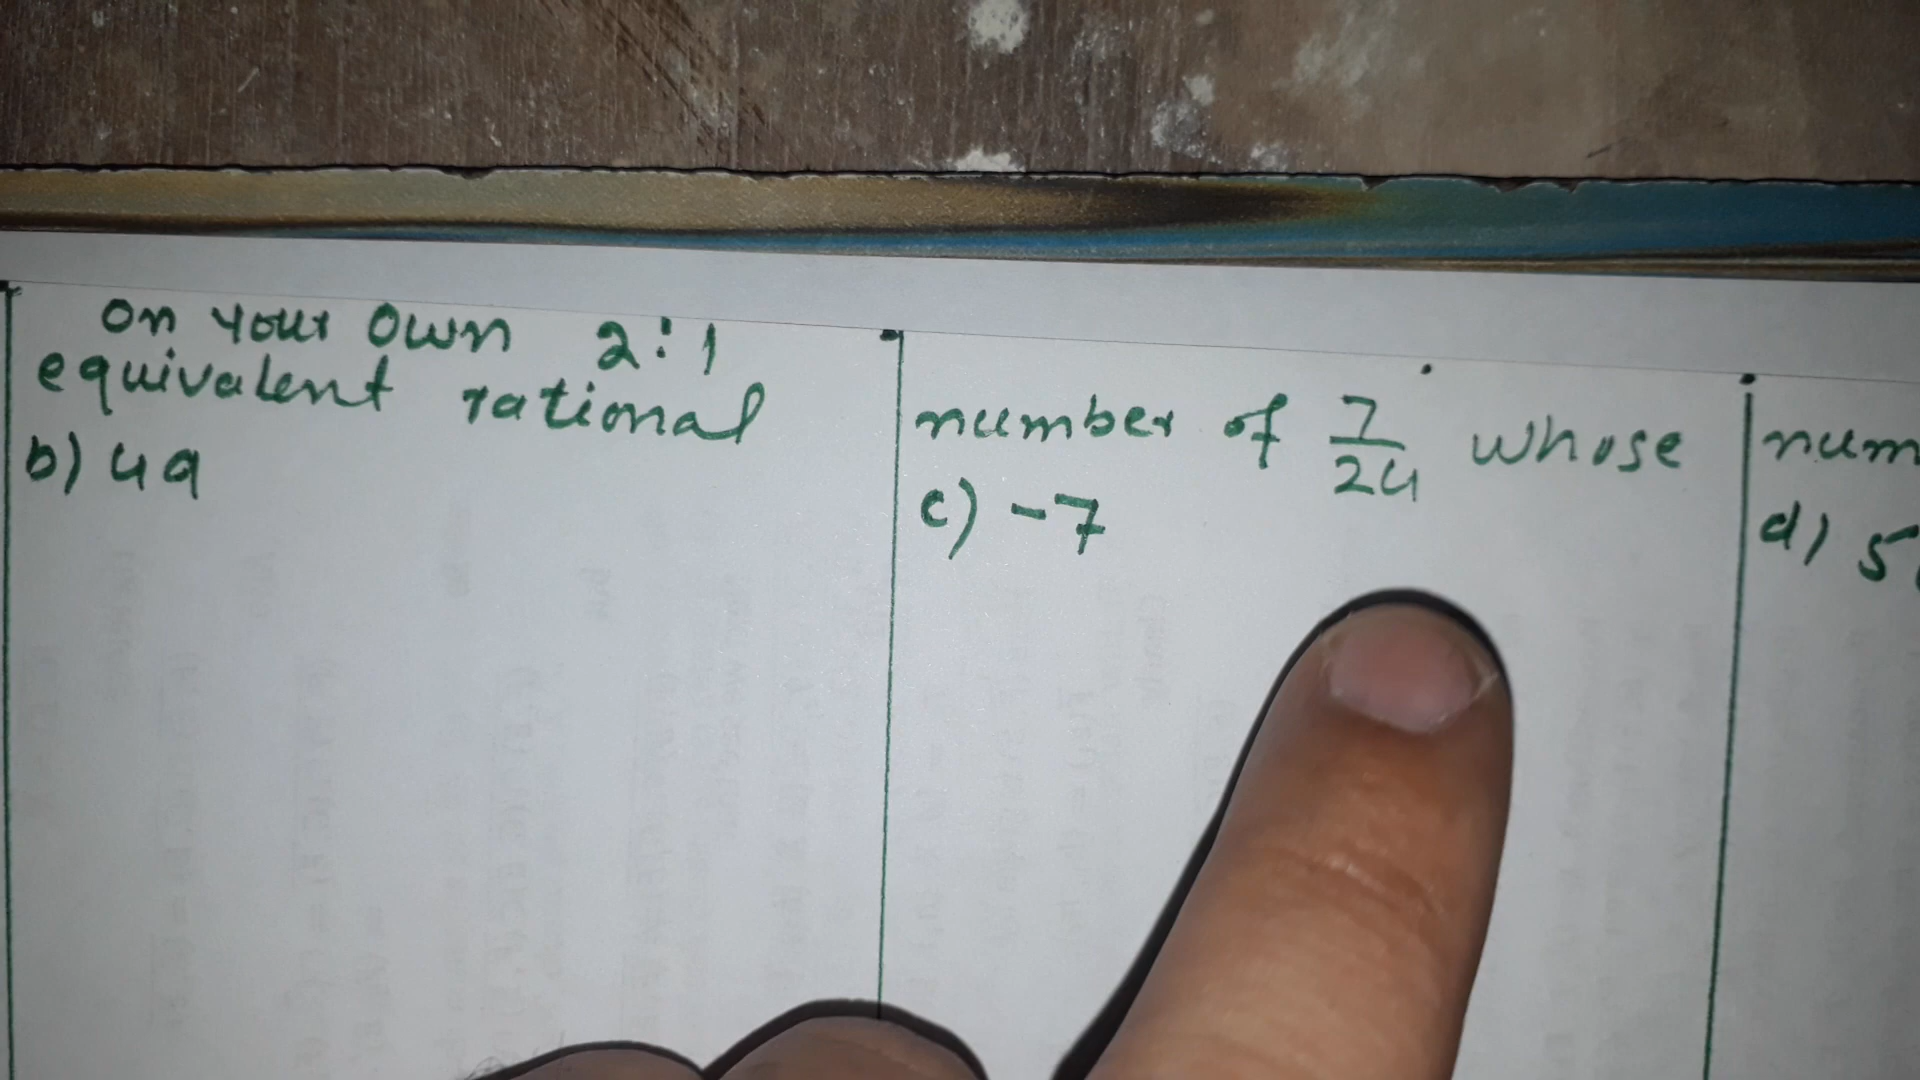 on your own 2:1
equivalent rational number of 7/24 whose num
b) 49 c) -7 d) 5